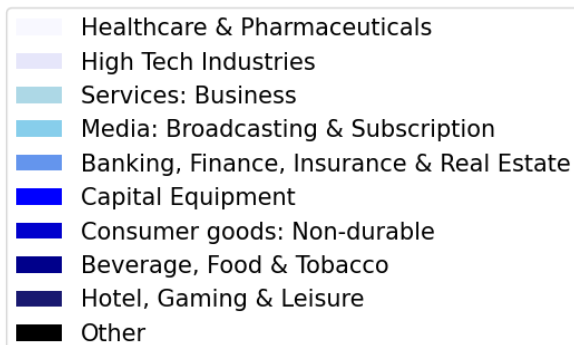 Healthcare & Pharmaceuticals
High Tech Industries
Services: Business
Media: Broadcasting & Subscription
Banking, Finance, Insurance & Real Estate
Capital Equipment
Consumer goods: Non-durable
Beverage, Food & Tobacco
Hotel, Gaming & Leisure
Other